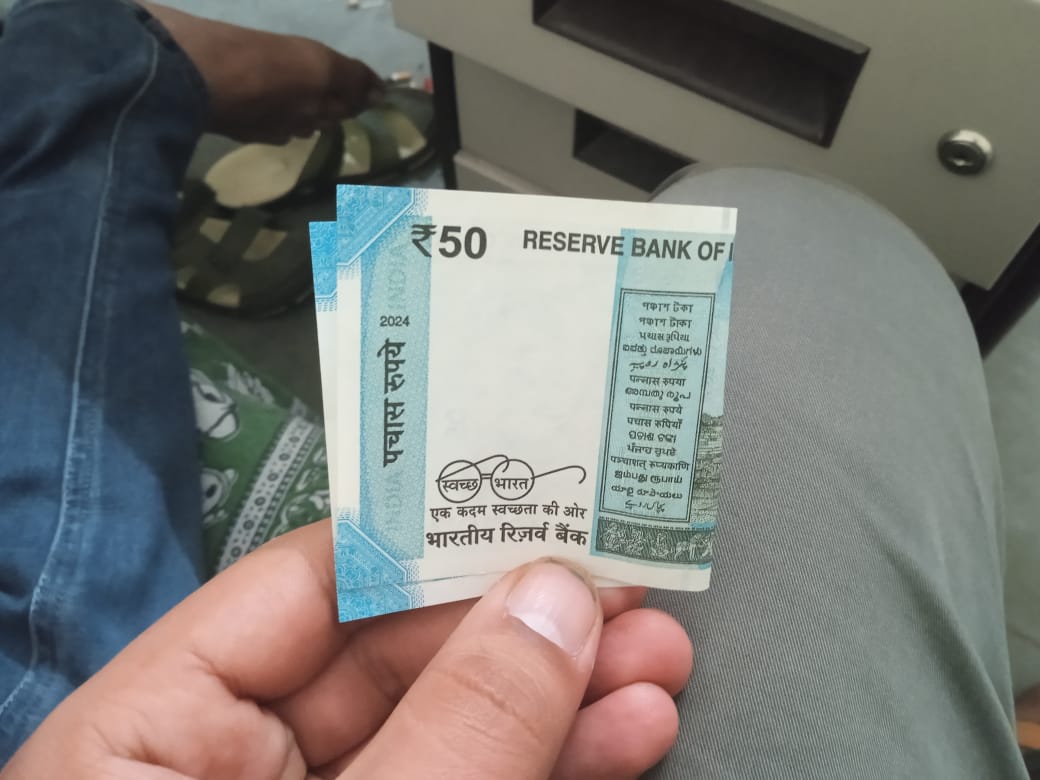 ₹50
RESERVE BANK OF
2024
पचास रुपये
পঞ্চাশ টকা
পঞ্চাশ টাকা
પચાસ રૂપિયા
ಐವತ್ತು ರೂಪಾಯಿಗಳು
पन्नास रुपया
അമ്പതു രൂപ
पन्नास रुपये
पचास रुपियाँ
ପଚାଶ ଟଙ୍କା
ਪੰਜਾਹ ਰੁਪਏ
पञ्चाशत् रुप्यकाणि
ஐம்பது ரூபாய்
యాభై రూపాయలు
स्वच्छ भारत
एक कदम स्वच्छता की ओर
भारतीय रिज़र्व बैंक